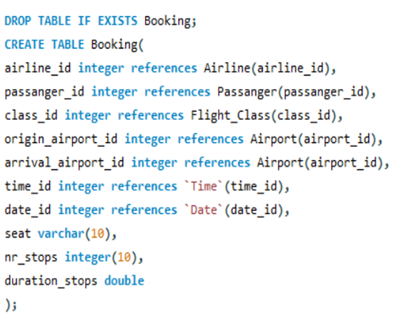 DROP TABLE IF EXISTS Booking;
CREATE TABLE Booking(
airline_id integer references Airline(airline_id),
passanger_id integer references Passanger(passanger_id),
class_id integer references Flight_Class(class_id),
origin_airport_id integer references Airport(airport_id),
arrival_airport_id integer references Airport(airport_id),
time_id integer references `Time`(time_id),
date_id integer references `Date`(date_id),
seat varchar(10),
nr_stops integer(10),
duration_stops double
);